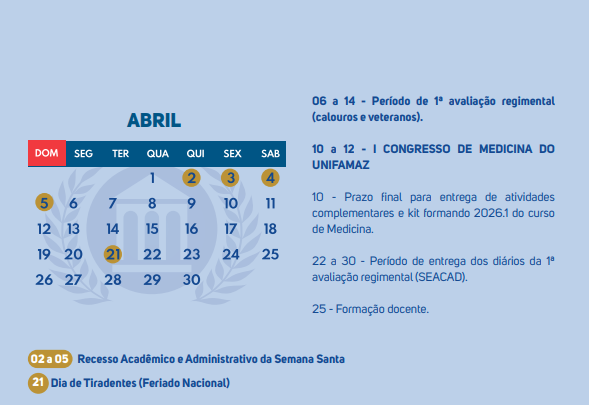 ABRIL
DOM SEG TER QUA QUI SEX SAB
1 2 3 4
5 6 7 8 9 10 11
12 13 14 15 16 17 18
19 20 21 22 23 24 25
26 27 28 29 30
06 a 14 - Período de 1ª avaliação regimental
(calouros e veteranos).
10 a 12 - I CONGRESSO DE MEDICINA DO
UNIFAMAZ
10 - Prazo final para entrega de atividades
complementares e kit formando 2026.1 do curso
de Medicina.
22 a 30 - Período de entrega dos diários da 1ª
avaliação regimental (SEACAD).
25 - Formação docente.
02 a 05 Recesso Acadêmico e Administrativo da Semana Santa
21 Dia de Tiradentes (Feriado Nacional)